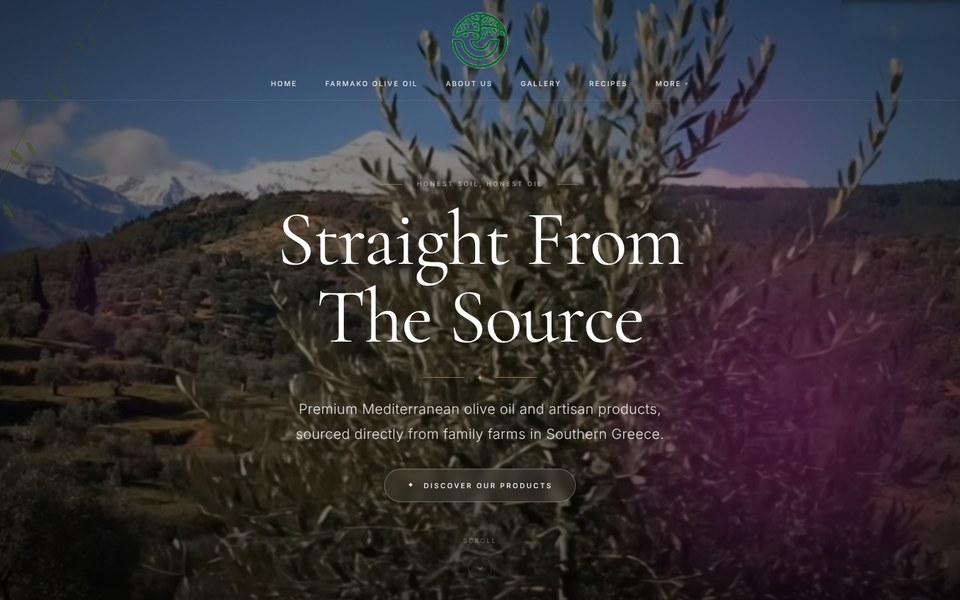 HOME FARMAKO OLIVE OIL ABOUT US GALLERY RECIPES MORE
HONEST SOIL, HONEST OIL
Straight From
The Source
Premium Mediterranean olive oil and artisan products,
sourced directly from family farms in Southern Greece.
DISCOVER OUR PRODUCTS
SCROLL